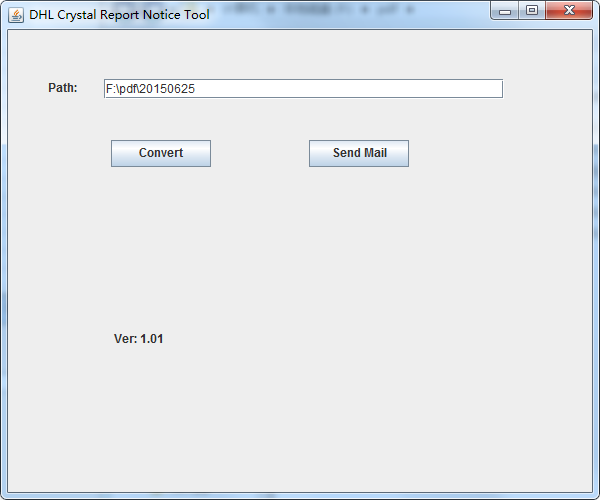 DHL Crystal Report Notice Tool
Path:
F:\pdf\20150625
Convert
Send Mail
Ver: 1.01